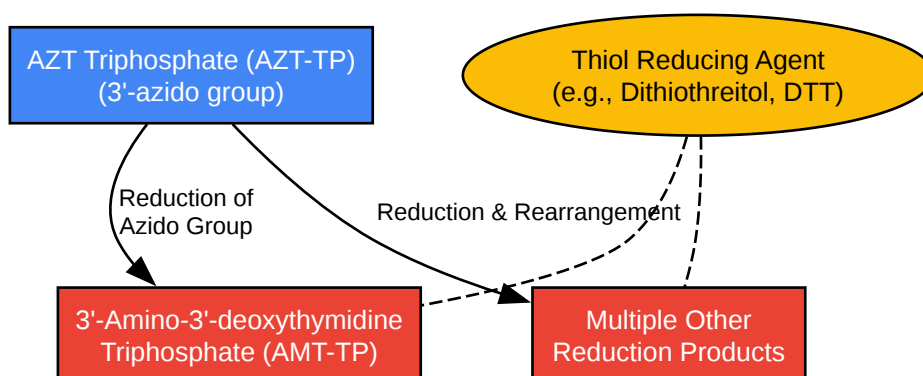 AZT Triphosphate (AZT-TP)
(3'-azido group)
Thiol Reducing Agent
(e.g., Dithiothreitol, DTT)
Reduction of
Azido Group
Reduction & Rearrangement
3'-Amino-3'-deoxythymidine
Triphosphate (AMT-TP)
Multiple Other
Reduction Products